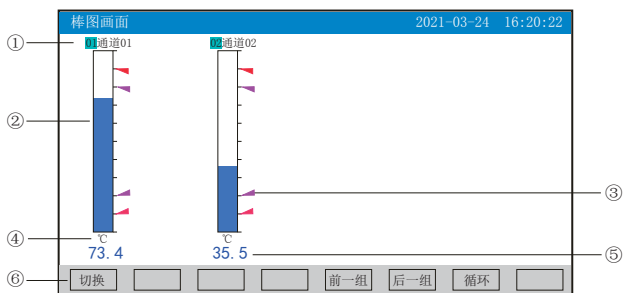 棒图画面 2021-03-24 16:20:22
① 01通道01 02通道02
②
③
④ ℃ ℃
73.4 35.5 ⑤
⑥ 切换 前一组 后一组 循环